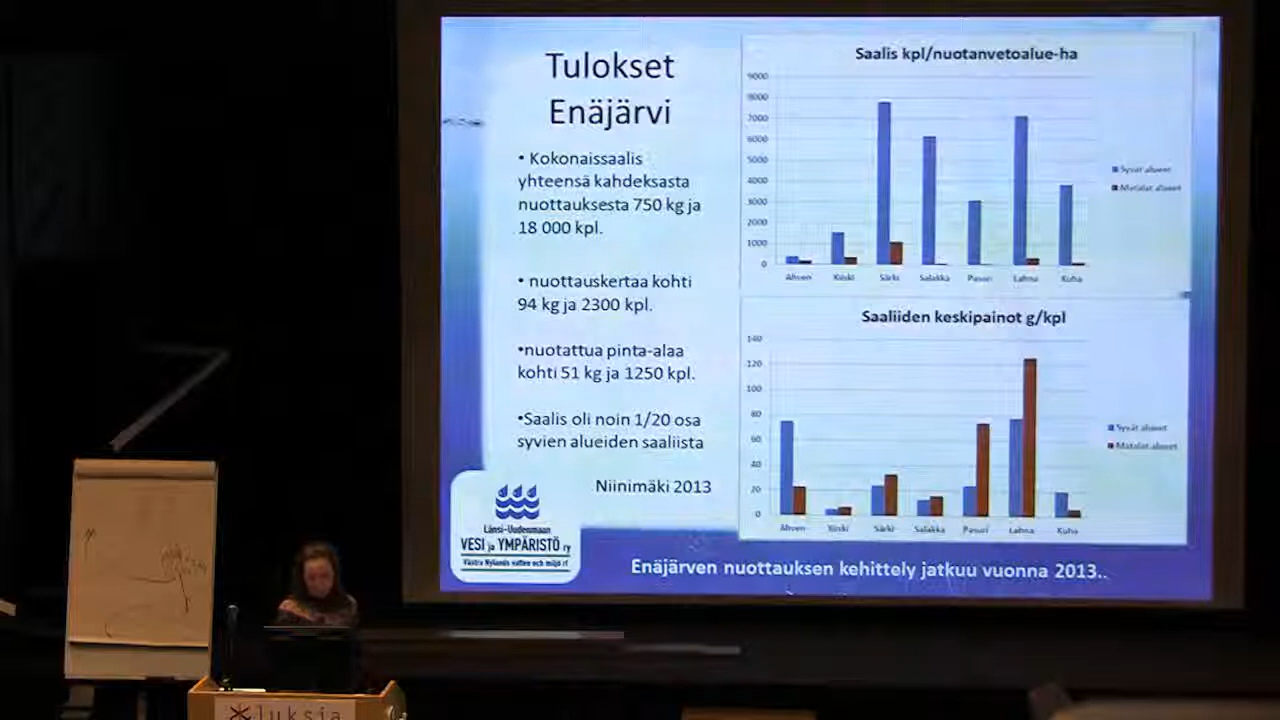 Tulokset
Enäjärvi
• Kokonaissaalis
yhteensä kahdeksasta
nuottauksesta 750 kg ja
18 000 kpl.
• nuottauskertaa kohti
94 kg ja 2300 kpl.
•nuotattua pinta-alaa
kohti 51 kg ja 1250 kpl.
•Saalis oli noin 1/20 osa
syvien alueiden saaliista
Niinimäki 2013
Saalis kpl/nuotanvetoalue-ha
9000
8000
7000
6000
5000
4000
3000
2000
1000
0
Ahven Kiiski Särki Salakka Pasuri Lahna Kuha
Syvät alueet
Matalat alueet
Saaliiden keskipainot g/kpl
140
120
100
80
60
40
20
0
Ahven Kiiski Särki Salakka Pasuri Lahna Kuha
Syvät alueet
Matalat alueet
Länsi-Uudenmaan
VESI ja YMPÄRISTÖ ry
Västra Nylands vatten och miljö rf
Enäjärven nuottauksen kehittely jatkuu vuonna 2013..
luksia